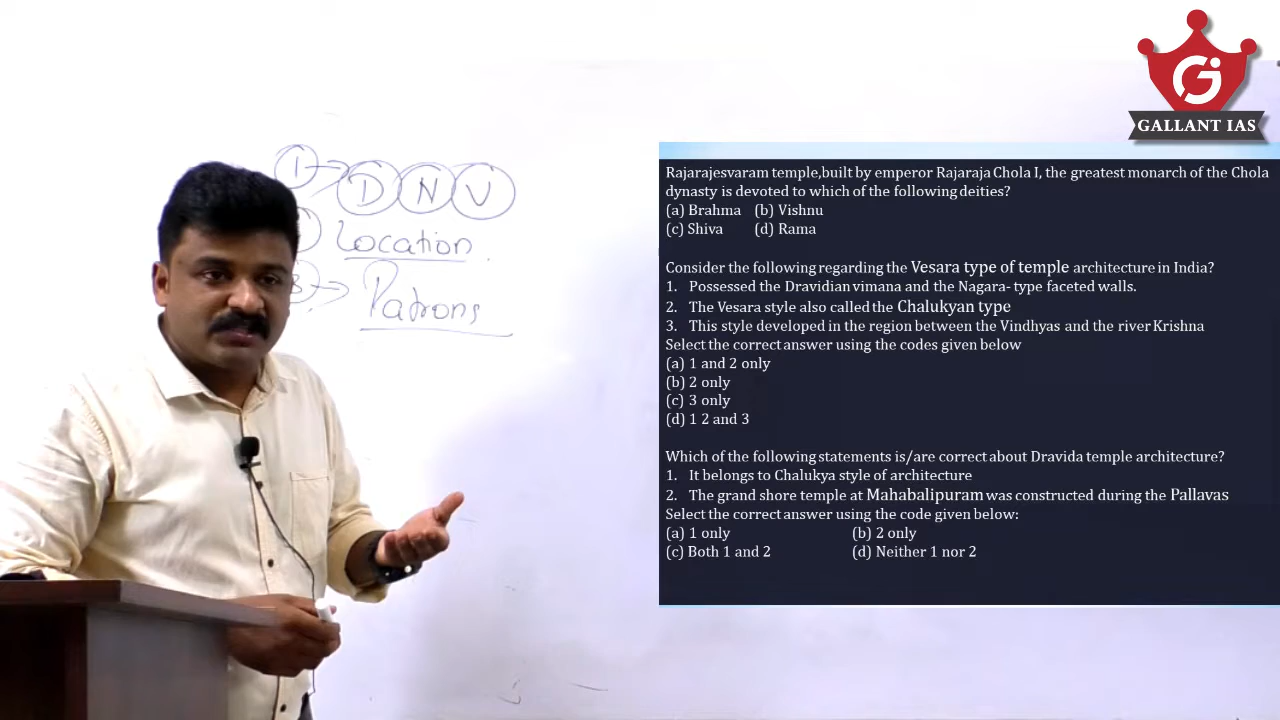 GALLANT IAS
1 → D N V
Location
3 → Patrons
Rajarajesvaram temple,built by emperor Rajaraja Chola I, the greatest monarch of the Chola
dynasty is devoted to which of the following deities?
(a) Brahma (b) Vishnu
(c) Shiva (d) Rama
Consider the following regarding the Vesara type of temple architecture in India?
1. Possessed the Dravidian vimana and the Nagara- type faceted walls.
2. The Vesara style also called the Chalukyan type
3. This style developed in the region between the Vindhyas and the river Krishna
Select the correct answer using the codes given below
(a) 1 and 2 only
(b) 2 only
(c) 3 only
(d) 1 2 and 3
Which of the following statements is/are correct about Dravida temple architecture?
1. It belongs to Chalukya style of architecture
2. The grand shore temple at Mahabalipuram was constructed during the Pallavas
Select the correct answer using the code given below:
(a) 1 only (b) 2 only
(c) Both 1 and 2 (d) Neither 1 nor 2